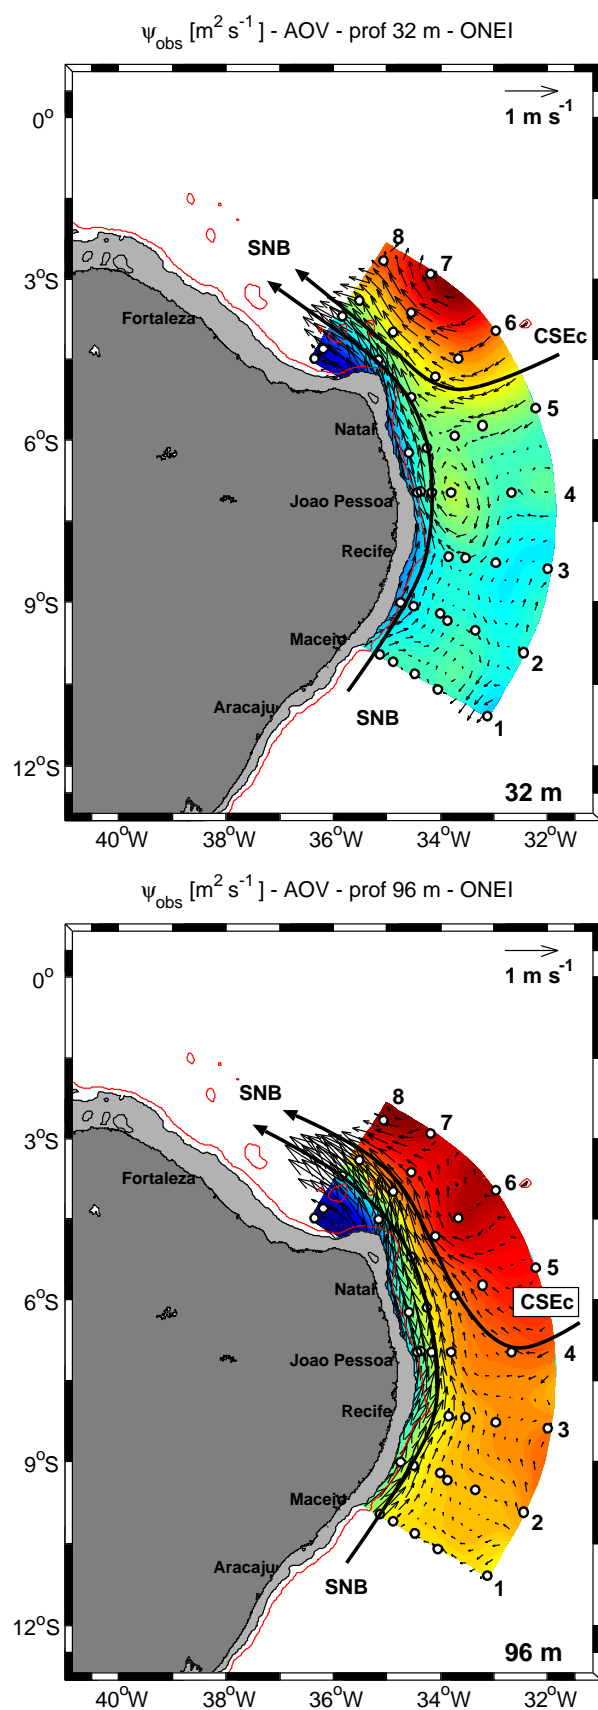 ψobs [m² s⁻¹] - AOV - prof 32 m - ONEI
1 m s⁻¹
0°
8
SNB
7
3°S
Fortaleza
6
CSEc
5
6°S
Natal
4
Joao Pessoa
Recife
3
9°S
Maceio
2
Aracaju
SNB
1
12°S
32 m
40°W 38°W 36°W 34°W 32°W
ψobs [m² s⁻¹] - AOV - prof 96 m - ONEI
1 m s⁻¹
0°
SNB
8
7
3°S
Fortaleza
6
5
Natal
6°S
CSEc
4
Joao Pessoa
Recife
3
9°S
Maceio
2
Aracaju
SNB
1
12°S
96 m
40°W 38°W 36°W 34°W 32°W